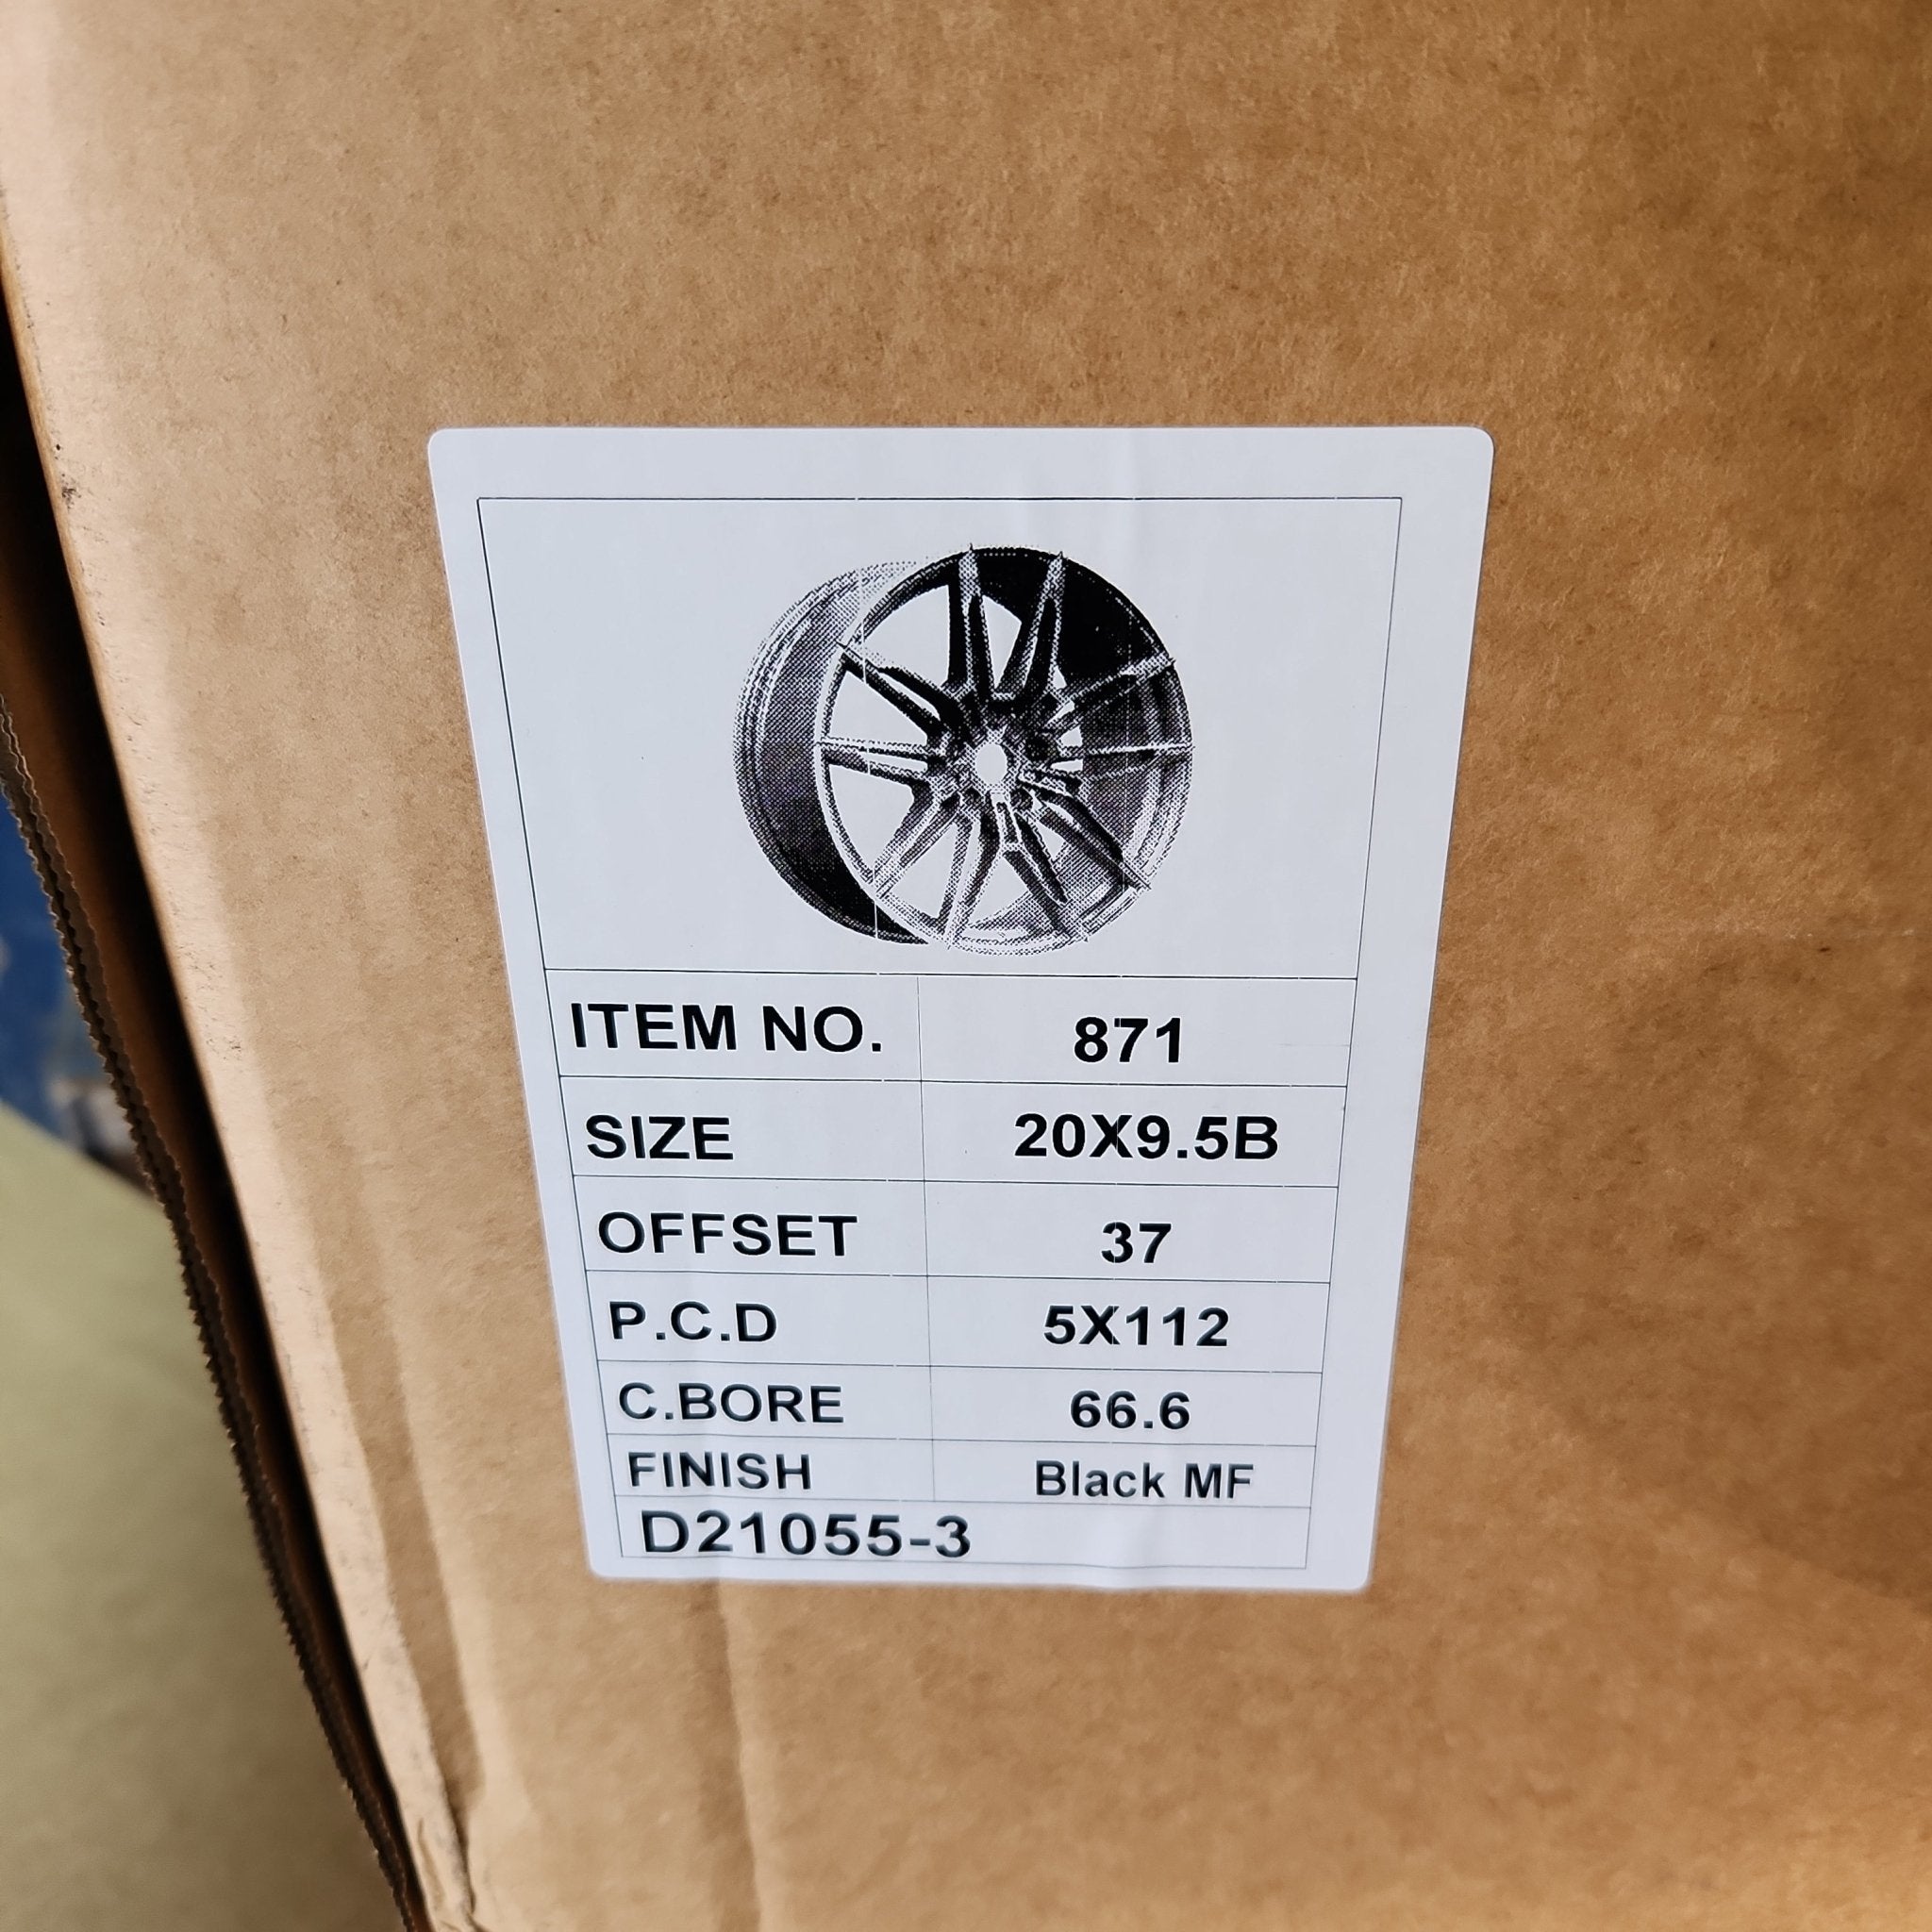 ITEM NO. 871
SIZE 20X9.5B
OFFSET 37
P.C.D 5X112
C.BORE 66.6
FINISH Black MF
D21055-3